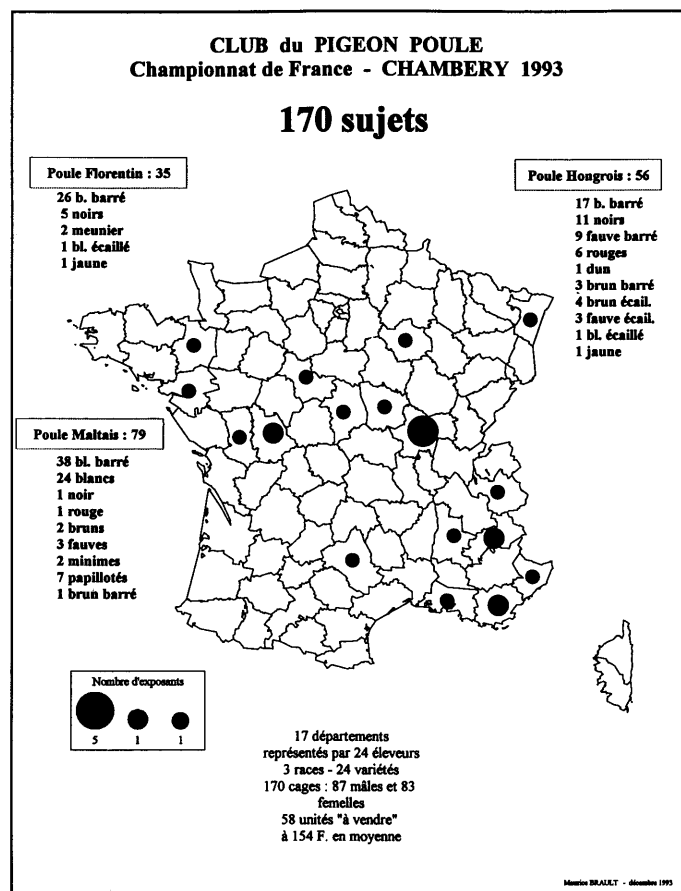 CLUB du PIGEON POULE
Championnat de France - CHAMBERY 1993
170 sujets
Poule Florentin : 35
26 b. barré
5 noirs
2 meunier
1 bl. écaillé
1 jaune
Poule Hongrois : 56
17 b. barré
11 noirs
9 fauve barré
6 rouges
1 dun
3 brun barré
4 brun écail.
3 fauve écail.
1 bl. écaillé
1 jaune
Poule Maltais : 79
38 bl. barré
24 blancs
1 noir
1 rouge
2 bruns
3 fauves
2 minimes
7 papillotés
1 brun barré
Nombre d'exposants
5 1 1
17 départements
représentés par 24 éleveurs
3 races - 24 variétés
170 cages : 87 mâles et 83
femelles
58 unités "à vendre"
à 154 F. en moyenne
Maurice BRAULT - décembre 1993